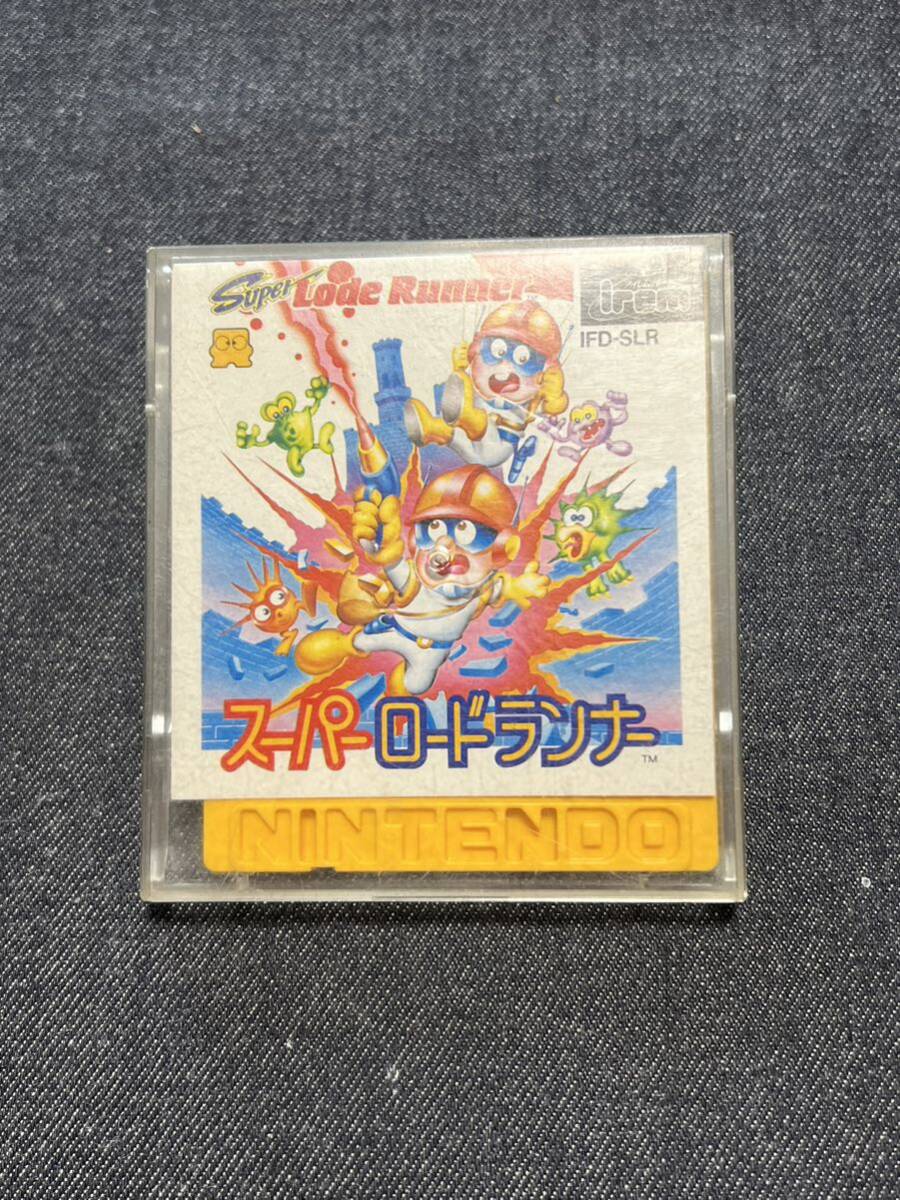 Super Lode Runner
irem
IFD-SLR
スーパー ロードランナー
TM
NINTENDO